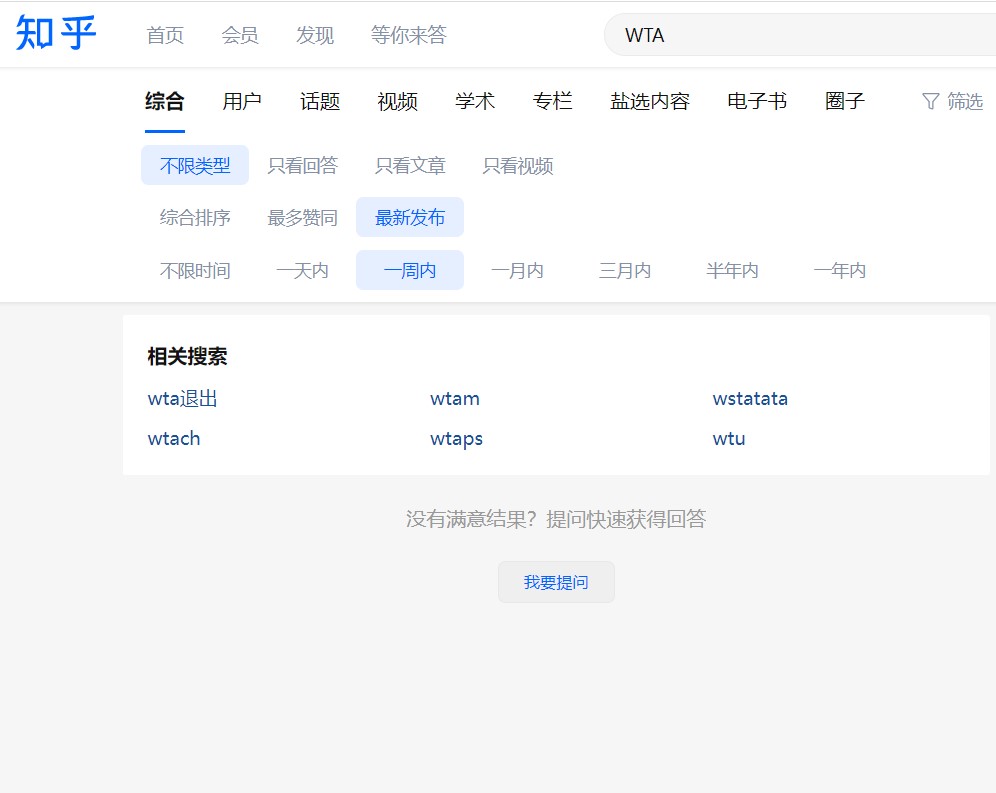 知乎 首页 会员 发现 等你来答 WTA
综合 用户 话题 视频 学术 专栏 盐选内容 电子书 圈子 筛选
不限类型 只看回答 只看文章 只看视频
综合排序 最多赞同 最新发布
不限时间 一天内 一周内 一月内 三月内 半年内 一年内
相关搜索
wta退出 wtam wstatata
wtach wtaps wtu
没有满意结果？提问快速获得回答
我要提问